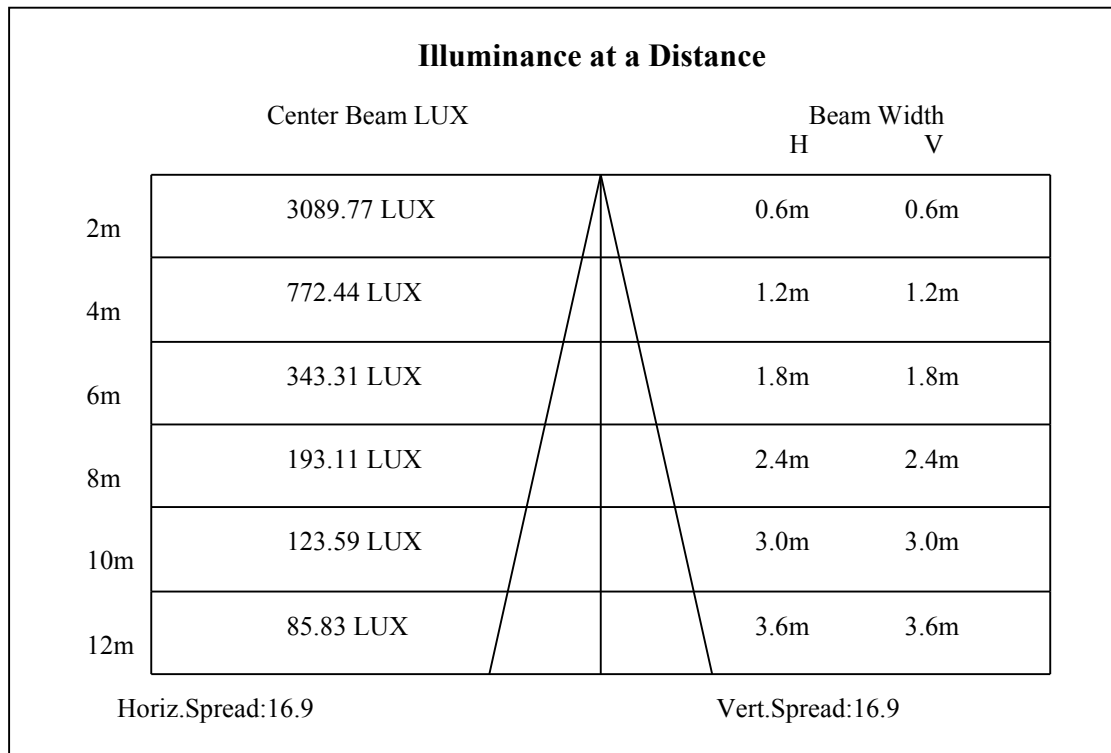 Illuminance at a Distance
Center Beam LUX Beam Width
H V
2m 3089.77 LUX 0.6m 0.6m
4m 772.44 LUX 1.2m 1.2m
6m 343.31 LUX 1.8m 1.8m
8m 193.11 LUX 2.4m 2.4m
10m 123.59 LUX 3.0m 3.0m
12m 85.83 LUX 3.6m 3.6m
Horiz.Spread:16.9 Vert.Spread:16.9